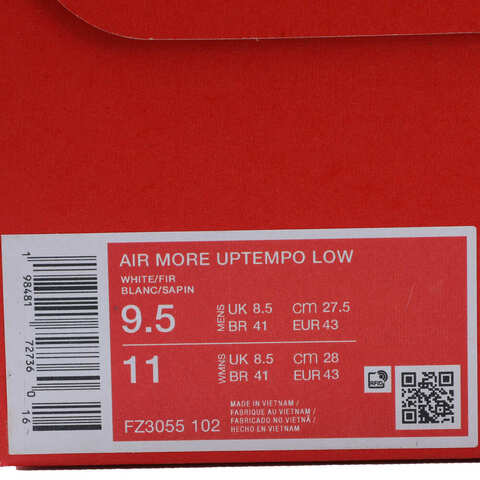 AIR MORE UPTEMPO LOW
WHITE/FIR
BLANC/SAPIN
9.5 MENS UK 8.5 CM 27.5
BR 41 EUR 43
11 WMNS UK 8.5 CM 28
BR 41 EUR 43
FZ3055 102
MADE IN VIETNAM /
FABRIQUE AU VIETNAM /
FABRICADO NO VIETNÃ /
HECHO EN VIETNAM
RFID
1 98481 72736 0 16